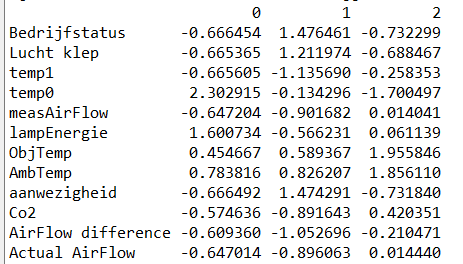 0 1 2
Bedrijfstatus -0.666454 1.476461 -0.732299
Lucht klep -0.665365 1.211974 -0.688467
temp1 -0.665605 -1.135690 -0.258353
temp0 2.302915 -0.134296 -1.700497
measAirFlow -0.647204 -0.901682 0.014041
lampEnergie 1.600734 -0.566231 0.061139
ObjTemp 0.454667 0.589367 1.955846
AmbTemp 0.783816 0.826207 1.856110
aanwezigheid -0.666492 1.474291 -0.731840
Co2 -0.574636 -0.891643 0.420351
AirFlow difference -0.609360 -1.052696 -0.210471
Actual AirFlow -0.647014 -0.896063 0.014440